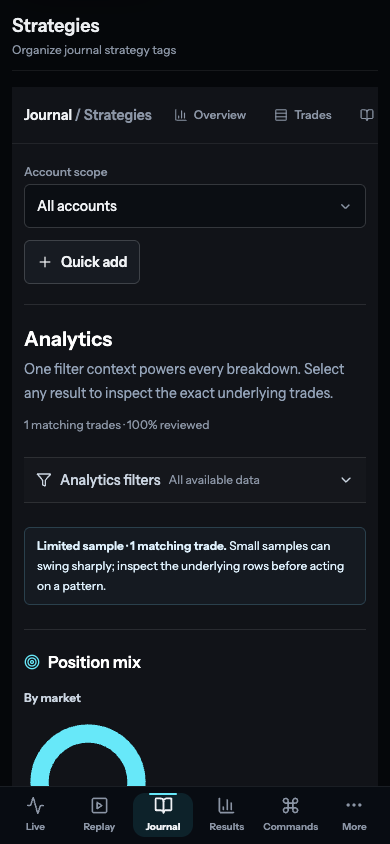 Strategies
Organize journal strategy tags
Journal / Strategies
Overview
Trades
Account scope
All accounts
Quick add
Analytics
One filter context powers every breakdown. Select
any result to inspect the exact underlying trades.
1 matching trades · 100% reviewed
Analytics filters All available data
Limited sample · 1 matching trade. Small samples can
swing sharply; inspect the underlying rows before acting
on a pattern.
Position mix
By market
Live
Replay
Journal
Results
Commands
More